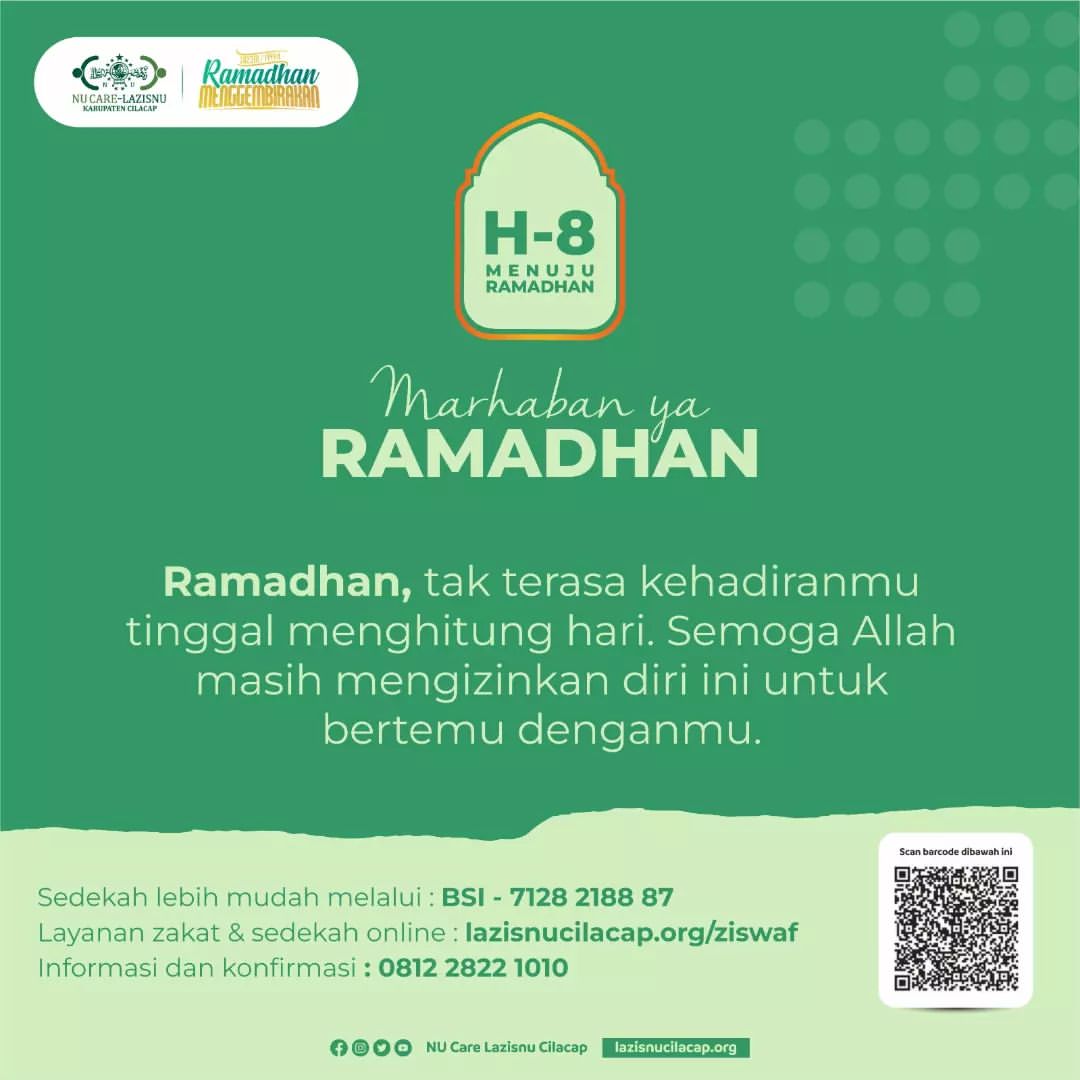 NU CARE-LAZISNU
KABUPATEN CILACAP
Ramadhan
MENGGEMBIRAKAN
H-8
MENUJU
RAMADHAN
Marhaban ya
RAMADHAN
Ramadhan, tak terasa kehadiranmu
tinggal menghitung hari. Semoga Allah
masih mengizinkan diri ini untuk
bertemu denganmu.
Scan barcode dibawah ini
Sedekah lebih mudah melalui : BSI - 7128 2188 87
Layanan zakat & sedekah online : lazisnucilacap.org/ziswaf
Informasi dan konfirmasi : 0812 2822 1010
NU Care Lazisnu Cilacap
lazisnucilacap.org